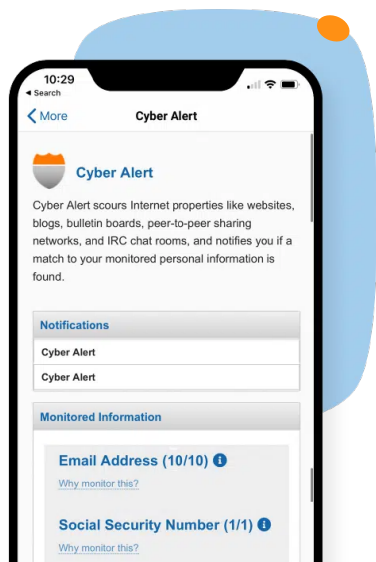 10:29
Search
More
Cyber Alert
Cyber Alert
Cyber Alert scours Internet properties like websites,
blogs, bulletin boards, peer-to-peer sharing
networks, and IRC chat rooms, and notifies you if a
match to your monitored personal information is
found.
Notifications
Cyber Alert
Cyber Alert
Monitored Information
Email Address (10/10)
Why monitor this?
Social Security Number (1/1)
Why monitor this?